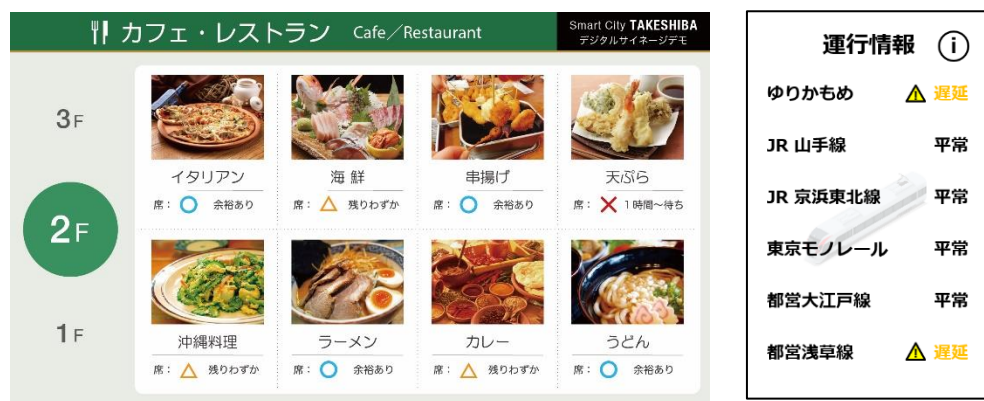 カフェ・レストラン Cafe／Restaurant
Smart City TAKESHIBA
デジタルサイネージデモ
3F
2F
1F
イタリアン
席： ○ 余裕あり
海 鮮
席： △ 残りわずか
串揚げ
席： ○ 余裕あり
天ぷら
席： × 1時間〜待ち
沖縄料理
席： △ 残りわずか
ラーメン
席： ○ 余裕あり
カレー
席： △ 残りわずか
うどん
席： ○ 余裕あり
運行情報 i
ゆりかもめ ! 遅延
JR 山手線 平常
JR 京浜東北線 平常
東京モノレール 平常
都営大江戸線 平常
都営浅草線 ! 遅延